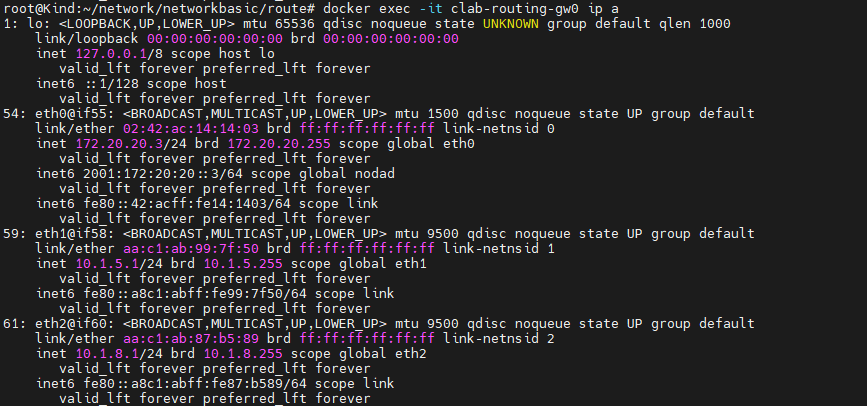 root@Kind:~/network/networkbasic/route# docker exec -it clab-routing-gw0 ip a
1: lo: <LOOPBACK,UP,LOWER_UP> mtu 65536 qdisc noqueue state UNKNOWN group default qlen 1000
    link/loopback 00:00:00:00:00:00 brd 00:00:00:00:00:00
    inet 127.0.0.1/8 scope host lo
       valid_lft forever preferred_lft forever
    inet6 ::1/128 scope host
       valid_lft forever preferred_lft forever
54: eth0@if55: <BROADCAST,MULTICAST,UP,LOWER_UP> mtu 1500 qdisc noqueue state UP group default
    link/ether 02:42:ac:14:14:03 brd ff:ff:ff:ff:ff:ff link-netnsid 0
    inet 172.20.20.3/24 brd 172.20.20.255 scope global eth0
       valid_lft forever preferred_lft forever
    inet6 2001:172:20:20::3/64 scope global nodad
       valid_lft forever preferred_lft forever
    inet6 fe80::42:acff:fe14:1403/64 scope link
       valid_lft forever preferred_lft forever
59: eth1@if58: <BROADCAST,MULTICAST,UP,LOWER_UP> mtu 9500 qdisc noqueue state UP group default
    link/ether aa:c1:ab:99:7f:50 brd ff:ff:ff:ff:ff:ff link-netnsid 1
    inet 10.1.5.1/24 brd 10.1.5.255 scope global eth1
       valid_lft forever preferred_lft forever
    inet6 fe80::a8c1:abff:fe99:7f50/64 scope link
       valid_lft forever preferred_lft forever
61: eth2@if60: <BROADCAST,MULTICAST,UP,LOWER_UP> mtu 9500 qdisc noqueue state UP group default
    link/ether aa:c1:ab:87:b5:89 brd ff:ff:ff:ff:ff:ff link-netnsid 2
    inet 10.1.8.1/24 brd 10.1.8.255 scope global eth2
       valid_lft forever preferred_lft forever
    inet6 fe80::a8c1:abff:fe87:b589/64 scope link
       valid_lft forever preferred_lft forever